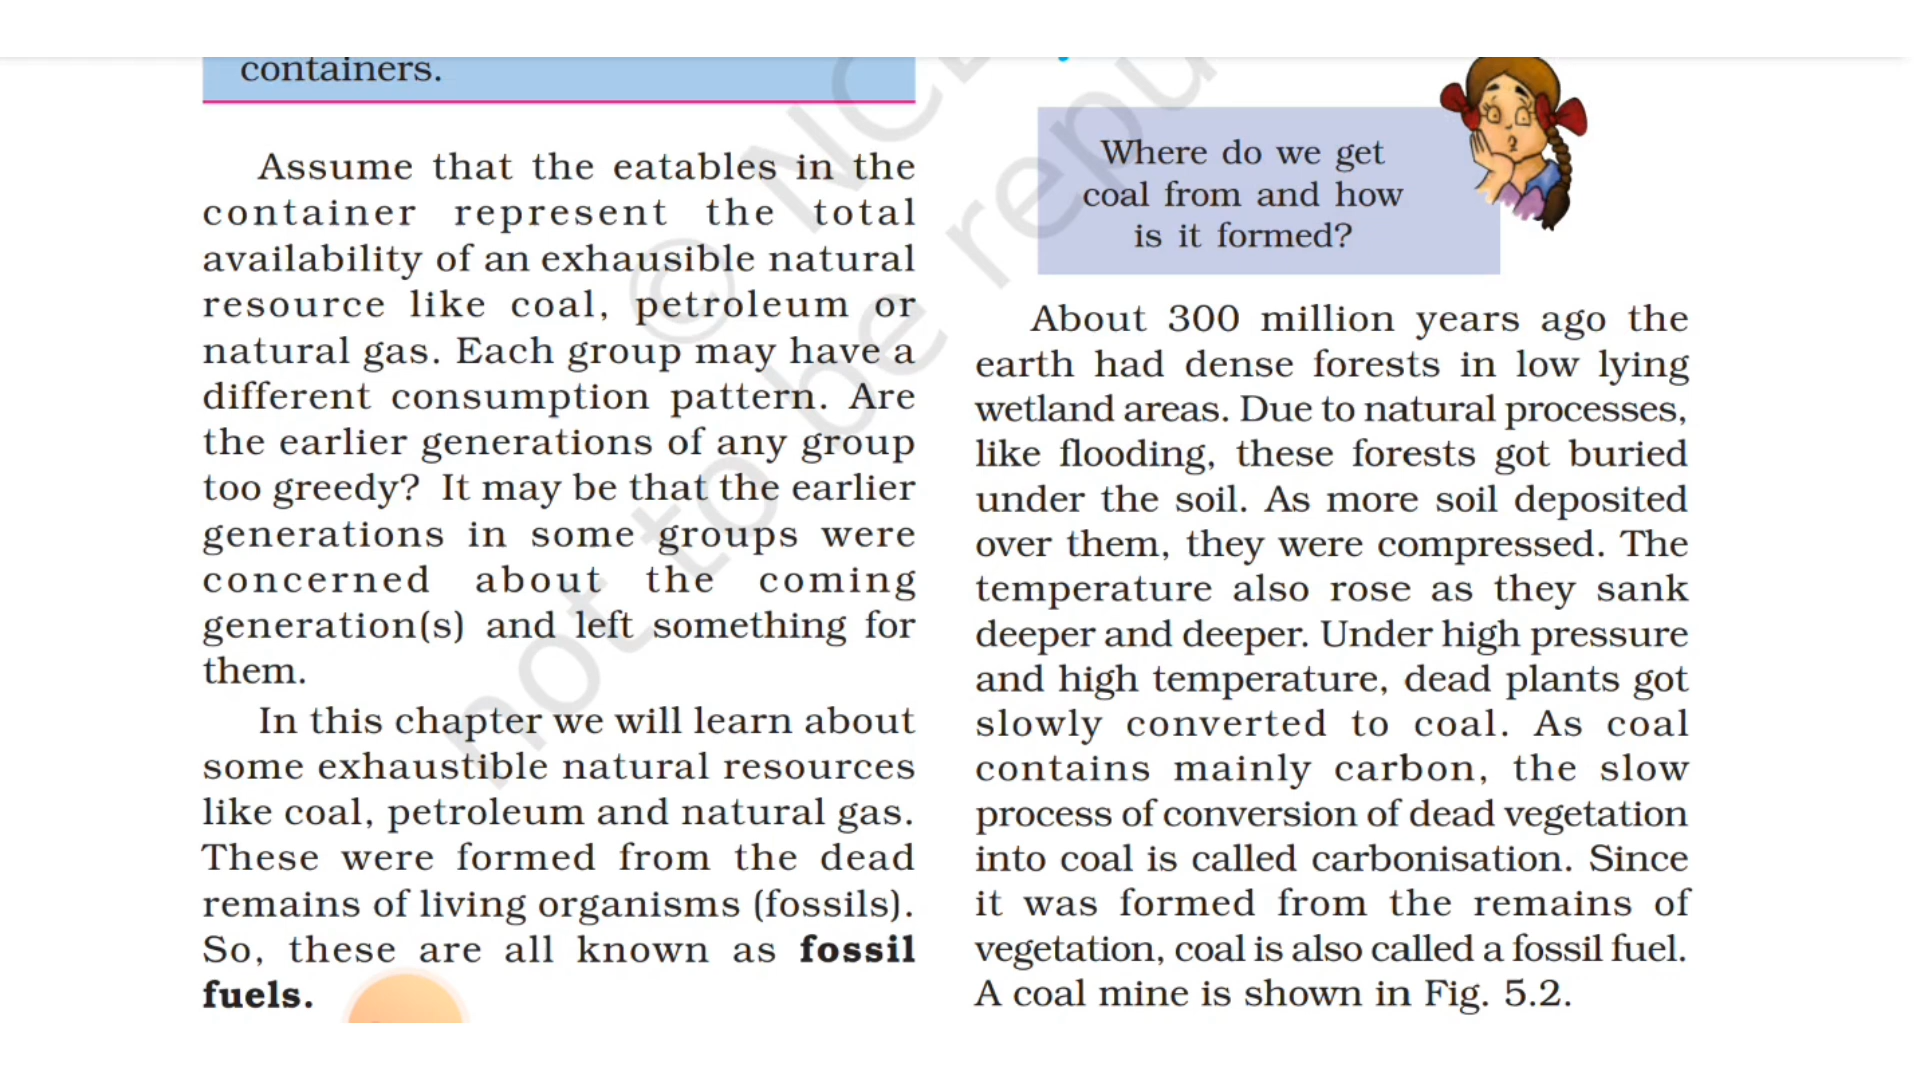 containers.
Assume that the eatables in the
container represent the total
availability of an exhausible natural
resource like coal, petroleum or
natural gas. Each group may have a
different consumption pattern. Are
the earlier generations of any group
too greedy? It may be that the earlier
generations in some groups were
concerned about the coming
generation(s) and left something for
them.
In this chapter we will learn about
some exhaustible natural resources
like coal, petroleum and natural gas.
These were formed from the dead
remains of living organisms (fossils).
So, these are all known as fossil
fuels.
Where do we get
coal from and how
is it formed?
About 300 million years ago the
earth had dense forests in low lying
wetland areas. Due to natural processes,
like flooding, these forests got buried
under the soil. As more soil deposited
over them, they were compressed. The
temperature also rose as they sank
deeper and deeper. Under high pressure
and high temperature, dead plants got
slowly converted to coal. As coal
contains mainly carbon, the slow
process of conversion of dead vegetation
into coal is called carbonisation. Since
it was formed from the remains of
vegetation, coal is also called a fossil fuel.
A coal mine is shown in Fig. 5.2.
©
not to be